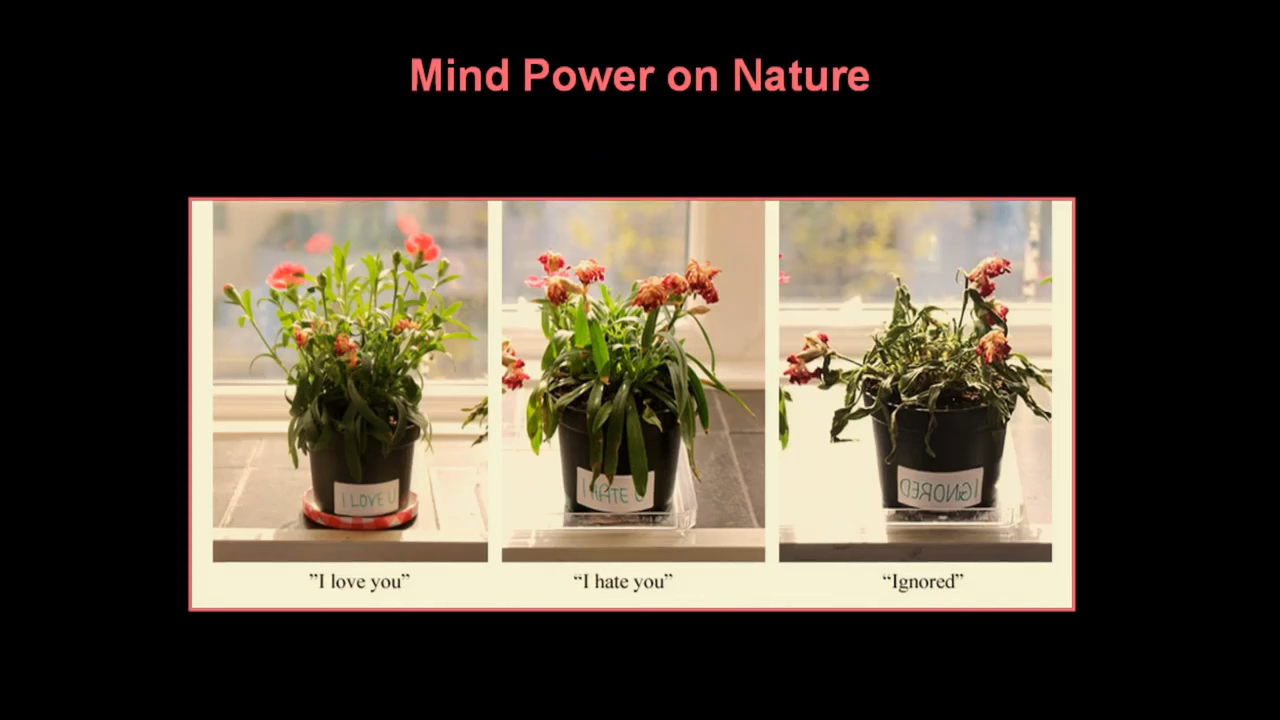 Mind Power on Nature
I LOVE U
I HATE U
IGNORED
”I love you”
“I hate you”
“Ignored”